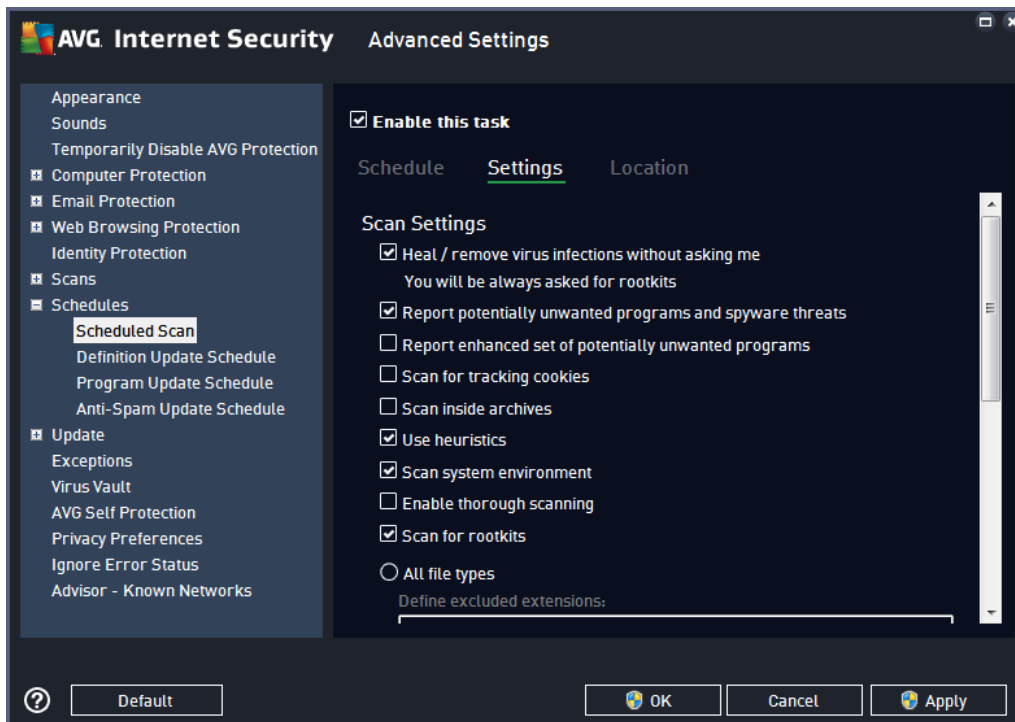 AVG. Internet Security Advanced Settings
Appearance
Sounds
Temporarily Disable AVG Protection
Computer Protection
Email Protection
Web Browsing Protection
Identity Protection
Scans
Schedules
Scheduled Scan
Definition Update Schedule
Program Update Schedule
Anti-Spam Update Schedule
Update
Exceptions
Virus Vault
AVG Self Protection
Privacy Preferences
Ignore Error Status
Advisor - Known Networks
Enable this task
Schedule Settings Location
Scan Settings
Heal / remove virus infections without asking me
You will be always asked for rootkits
Report potentially unwanted programs and spyware threats
Report enhanced set of potentially unwanted programs
Scan for tracking cookies
Scan inside archives
Use heuristics
Scan system environment
Enable thorough scanning
Scan for rootkits
All file types
Define excluded extensions:
? Default OK Cancel Apply